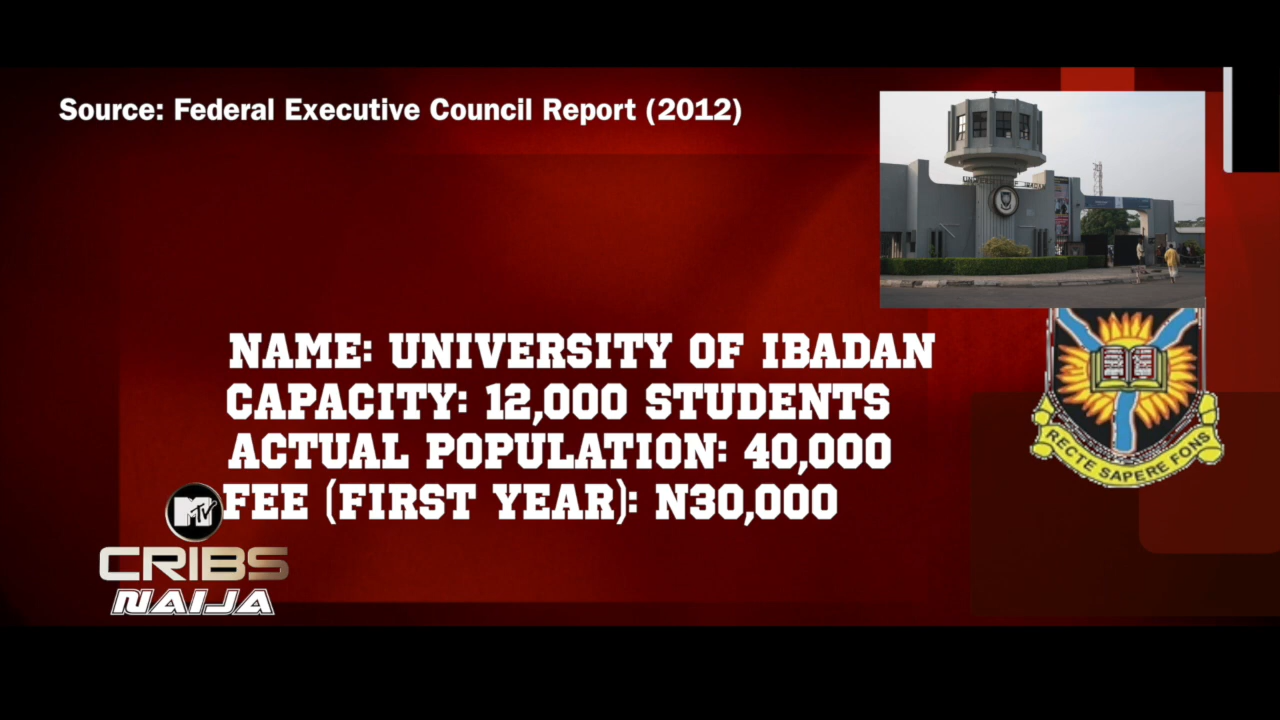 Source: Federal Executive Council Report (2012)
NAME: UNIVERSITY OF IBADAN
CAPACITY: 12,000 STUDENTS
ACTUAL POPULATION: 40,000
FEE (FIRST YEAR): N30,000
RECTE SAPERE FONS
MTV
CRIBS
NAIJA